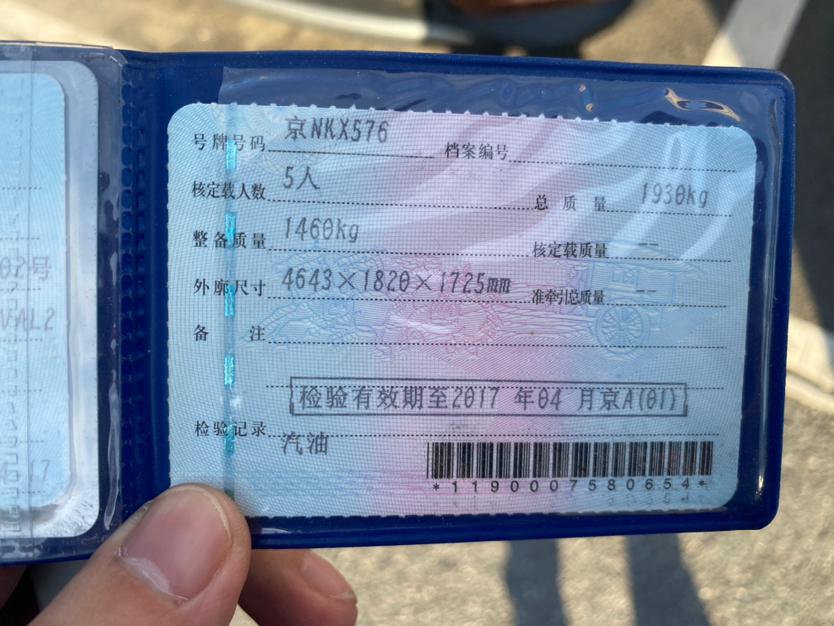 号牌号码 京NKX576 档案编号
核定载人数 5人 总质量 1930kg
整备质量 1460kg 核定载质量 --
外廓尺寸 4643×1820×1725mm 准牵引总质量 --
备注
检验有效期至2017 年04 月京A(01)
检验记录 汽油
*1190007580654*